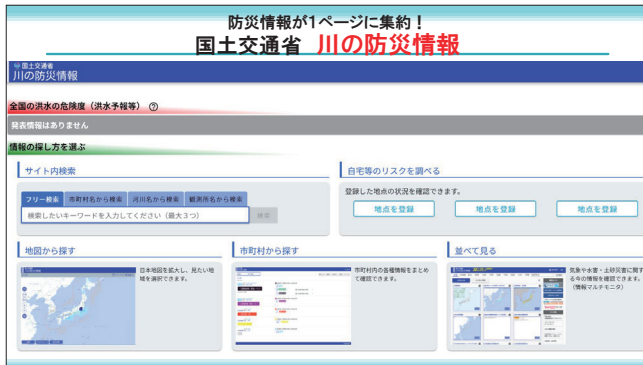 防災情報が1ページに集約！
国土交通省 川の防災情報
国土交通省
川の防災情報
全国の洪水の危険度（洪水予報等） ?
発表情報はありません
情報の探し方を選ぶ
サイト内検索
フリー検索 市町村名から検索 河川名から検索 観測所名から検索
検索したいキーワードを入力してください（最大３つ） 検索
自宅等のリスクを調べる
登録した地点の状況を確認できます。
地点を登録 地点を登録 地点を登録
地図から探す
日本地図を拡大し、見たい地
域を選択できます。
市町村から探す
市町村内の各種情報をまとめ
て確認できます。
並べて見る
気象や水害・土砂災害に関す
る今の情報を確認できます。
（情報マルチモニタ）